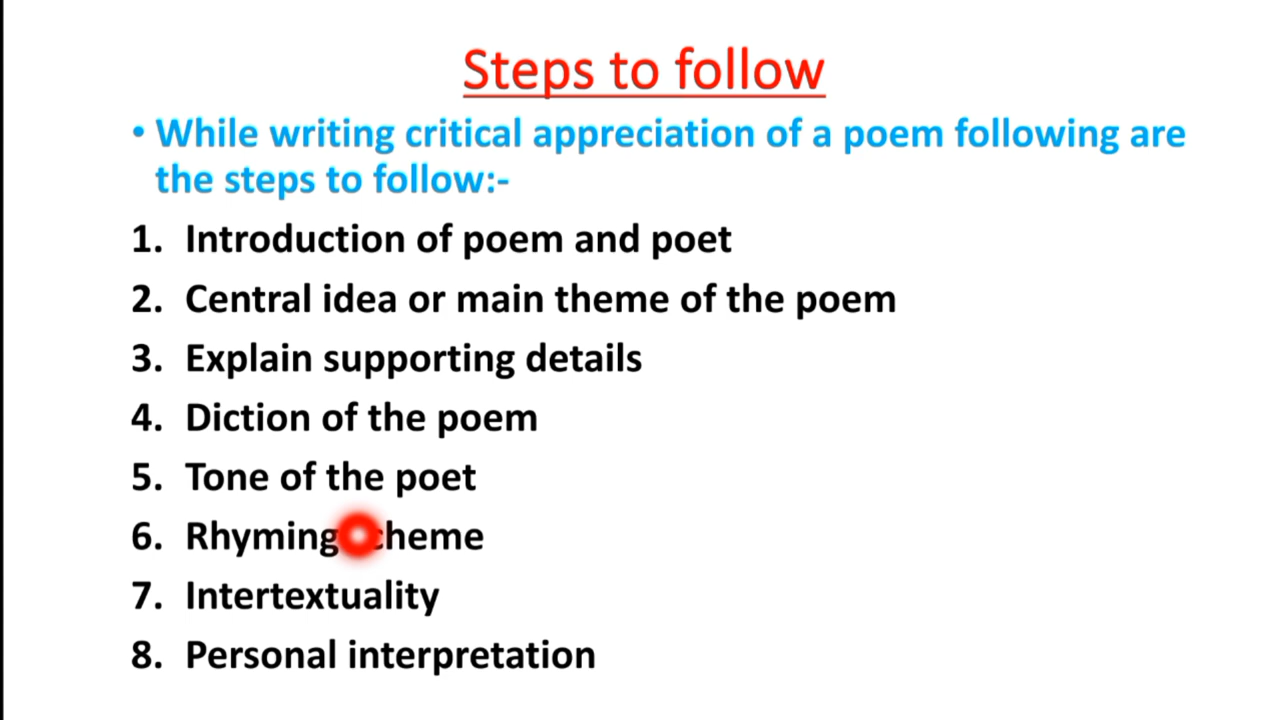 Steps to follow
• While writing critical appreciation of a poem following are
the steps to follow:-
1. Introduction of poem and poet
2. Central idea or main theme of the poem
3. Explain supporting details
4. Diction of the poem
5. Tone of the poet
6. Rhyming scheme
7. Intertextuality
8. Personal interpretation